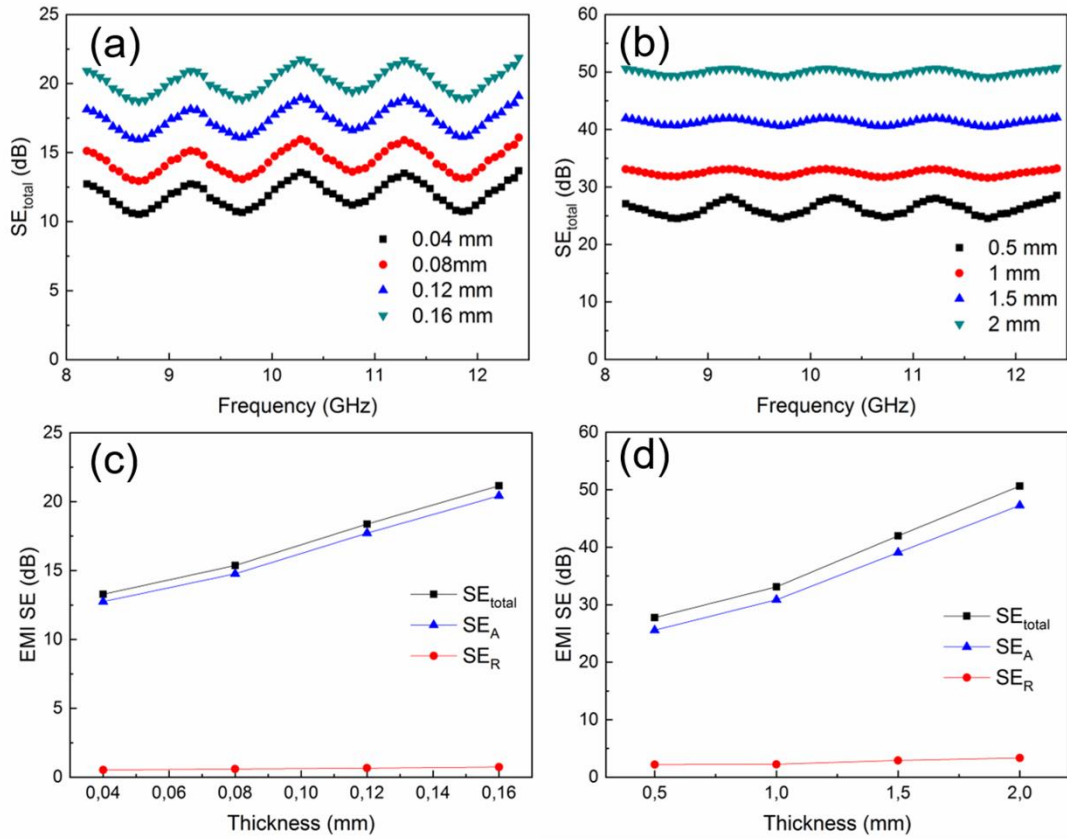 (a)
25
20
15
10
5
0
SEtotal (dB)
0.04 mm
0.08mm
0.12 mm
0.16 mm
8 9 10 11 12
Frequency (GHz)
(b)
60
50
40
30
20
10
0
SEtotal (dB)
0.5 mm
1 mm
1.5 mm
2 mm
8 9 10 11 12
Frequency (GHz)
(c)
25
20
15
10
5
0
EMI SE (dB)
SEtotal
SEA
SER
0,04 0,06 0,08 0,10 0,12 0,14 0,16
Thickness (mm)
(d)
60
50
40
30
20
10
0
EMI SE (dB)
SEtotal
SEA
SER
0,5 1,0 1,5 2,0
Thickness (mm)